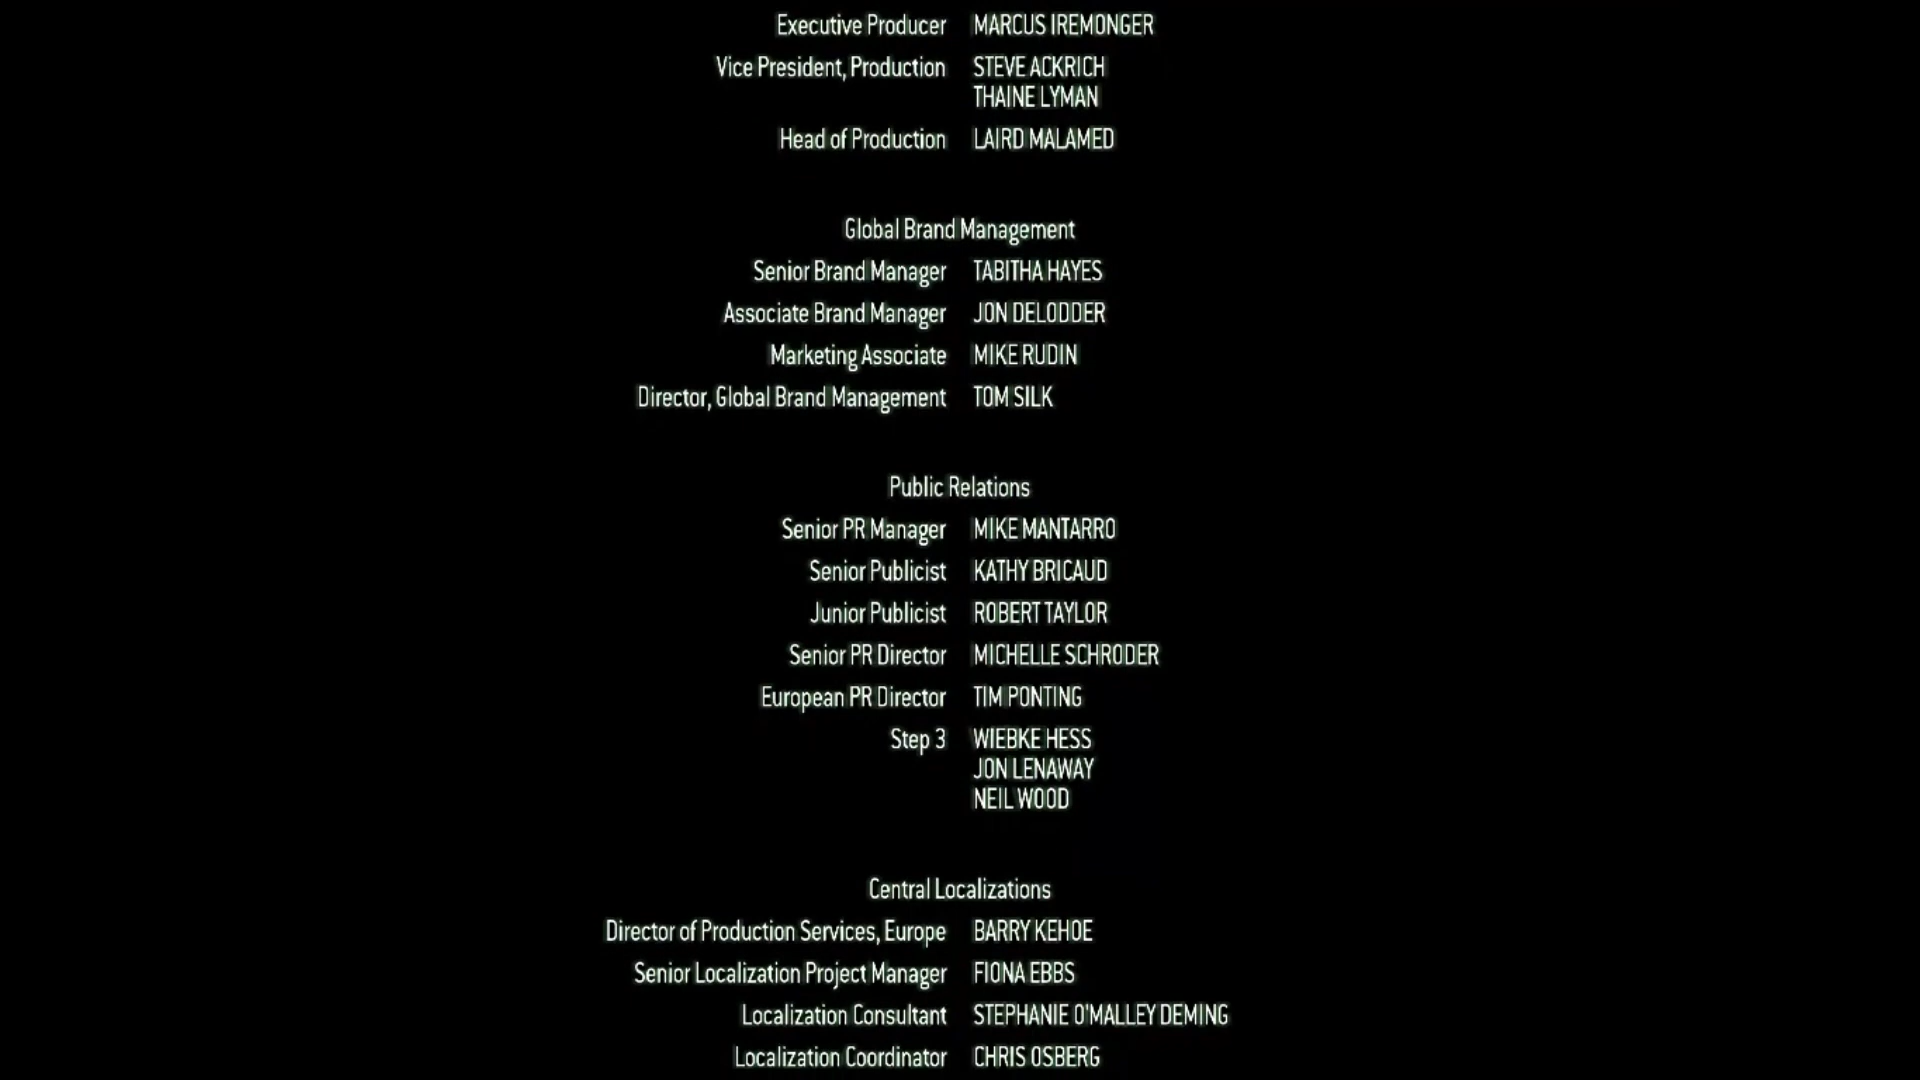 Executive Producer MARCUS IREMONGER
Vice President, Production STEVE ACKRICH
THAINE LYMAN
Head of Production LAIRD MALAMED
Global Brand Management
Senior Brand Manager TABITHA HAYES
Associate Brand Manager JON DELODDER
Marketing Associate MIKE RUDIN
Director, Global Brand Management TOM SILK
Public Relations
Senior PR Manager MIKE MANTARRO
Senior Publicist KATHY BRICAUD
Junior Publicist ROBERT TAYLOR
Senior PR Director MICHELLE SCHRODER
European PR Director TIM PONTING
Step 3 WIEBKE HESS
JON LENAWAY
NEIL WOOD
Central Localizations
Director of Production Services, Europe BARRY KEHOE
Senior Localization Project Manager FIONA EBBS
Localization Consultant STEPHANIE O'MALLEY DEMING
Localization Coordinator CHRIS OSBERG